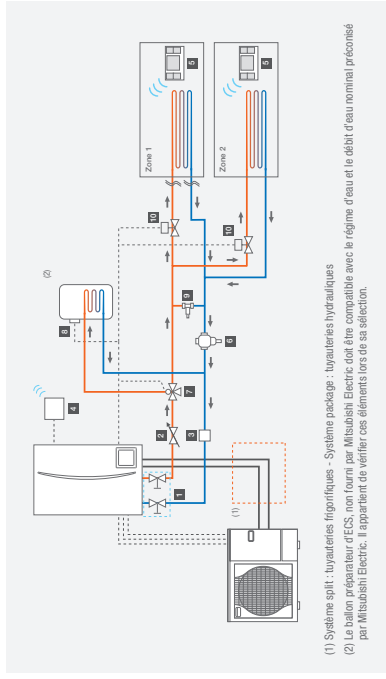 (2)
Zone 1
5
Zone 2
5
10
10
8
9
6
4
7
2
3
1
(1)
(1) Système split : tuyauteries frigorifiques - Système package : tuyauteries hydrauliques
(2) Le ballon préparateur d'ECS, non fourni par Mitsubishi Electric doit être compatible avec le régime d'eau et le débit d'eau nominal préconisé
par Mitsubishi Electric. Il appartient de vérifier ces éléments lors de sa sélection.